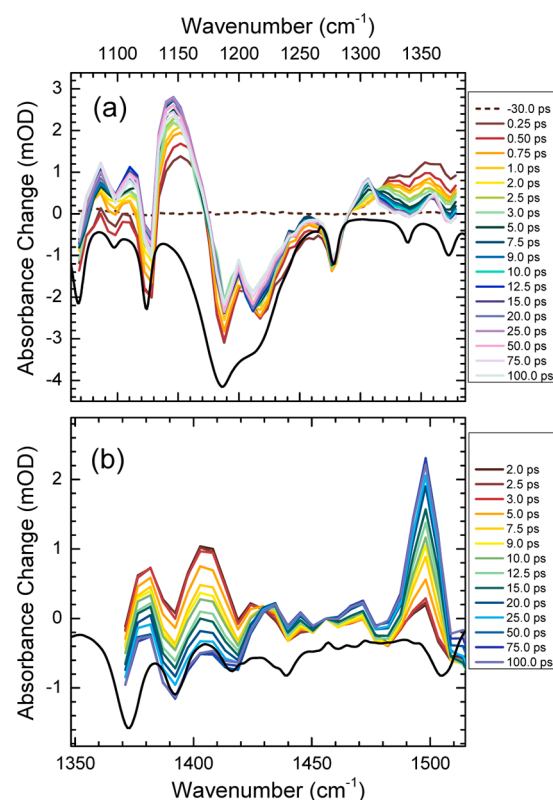 Wavenumber (cm-1)
1100 1150 1200 1250 1300 1350
(a)
3
2
1
0
-1
-2
-3
-4
Absorbance Change (mOD)
-30.0 ps
0.25 ps
0.50 ps
0.75 ps
1.0 ps
2.0 ps
2.5 ps
3.0 ps
5.0 ps
7.5 ps
9.0 ps
10.0 ps
12.5 ps
15.0 ps
20.0 ps
25.0 ps
50.0 ps
75.0 ps
100.0 ps
(b)
2
1
0
-1
Absorbance Change (mOD)
2.0 ps
2.5 ps
3.0 ps
5.0 ps
7.5 ps
9.0 ps
10.0 ps
12.5 ps
15.0 ps
20.0 ps
25.0 ps
50.0 ps
75.0 ps
100.0 ps
1350 1400 1450 1500
Wavenumber (cm-1)